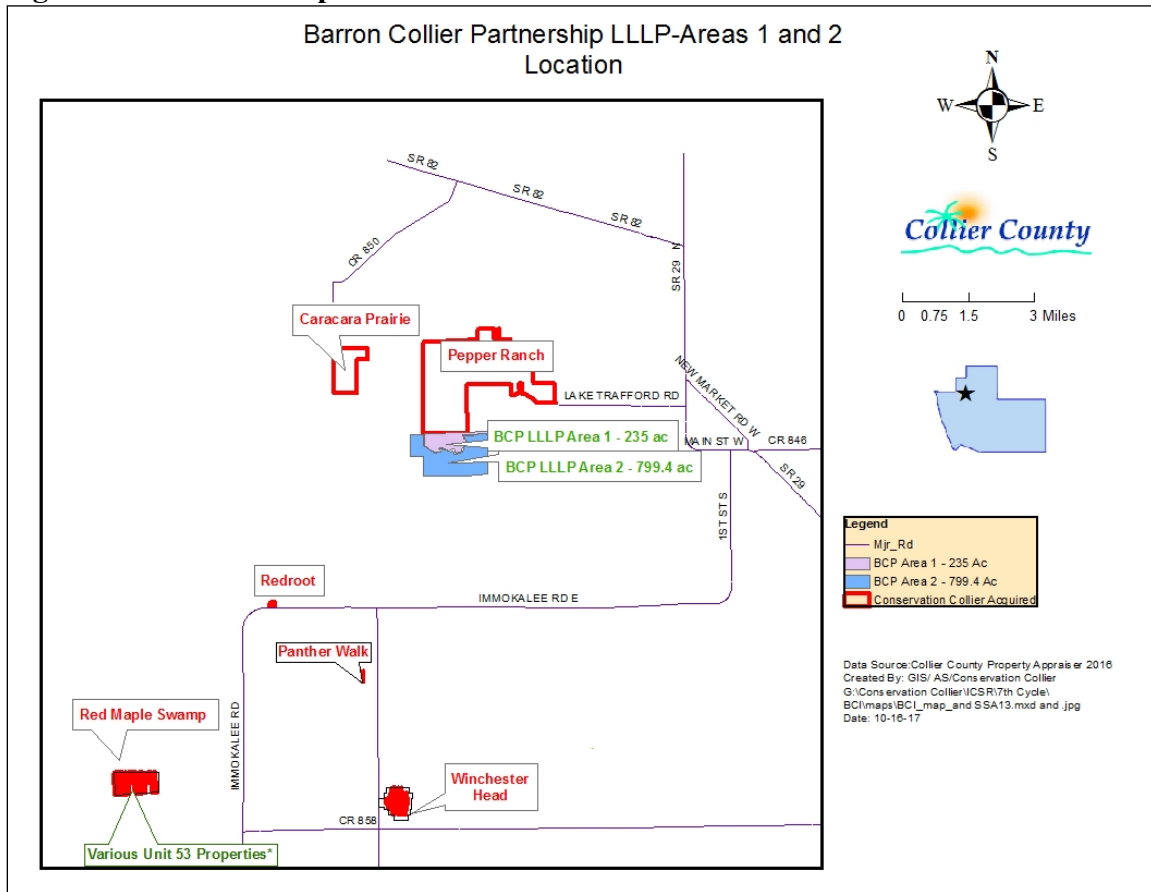 Barron Collier Partnership LLLP-Areas 1 and 2
Location
N
W
E
S
Collier County
0 0.75 1.5 3 Miles
SR 82
SR 82
SR 82
CR 850
SR 29 N
Caracara Prairie
Pepper Ranch
LAKE TRAFFORD RD
NEW MARKET RD W
MAIN ST W
CR 846
SR 29
BCP LLLP Area 1 - 235 ac
BCP LLLP Area 2 - 799.4 ac
1ST ST S
Legend
Mjr_Rd
BCP Area 1 - 235 Ac
BCP Area 2 - 799.4 Ac
Conservation Collier Acquired
Redroot
IMMOKALEE RD E
Panther Walk
Data Source:Collier County Property Appraiser 2016
Created By: GIS/ AS/Conservation Collier
G:\Conservation Collier\ICSR\7th Cycle\
BCI\maps\BCI_map_and SSA13.mxd and .jpg
Date: 10-16-17
Red Maple Swamp
IMMOKALEE RD
Winchester
Head
CR 858
Various Unit 53 Properties*